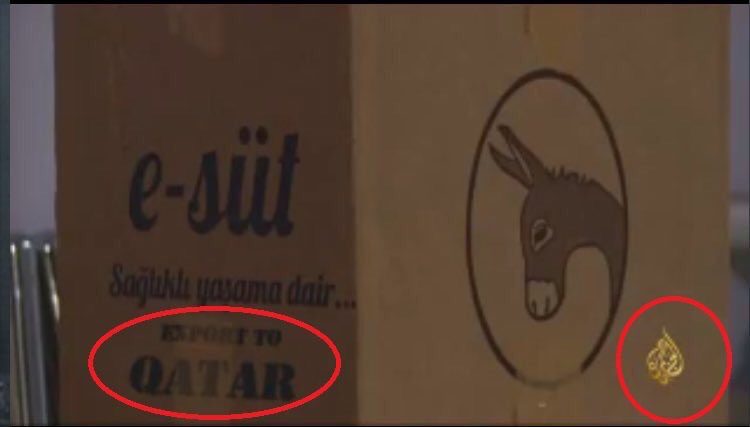 e-süt
Sağlıklı yaşama dair...
EXPORT TO
QATAR